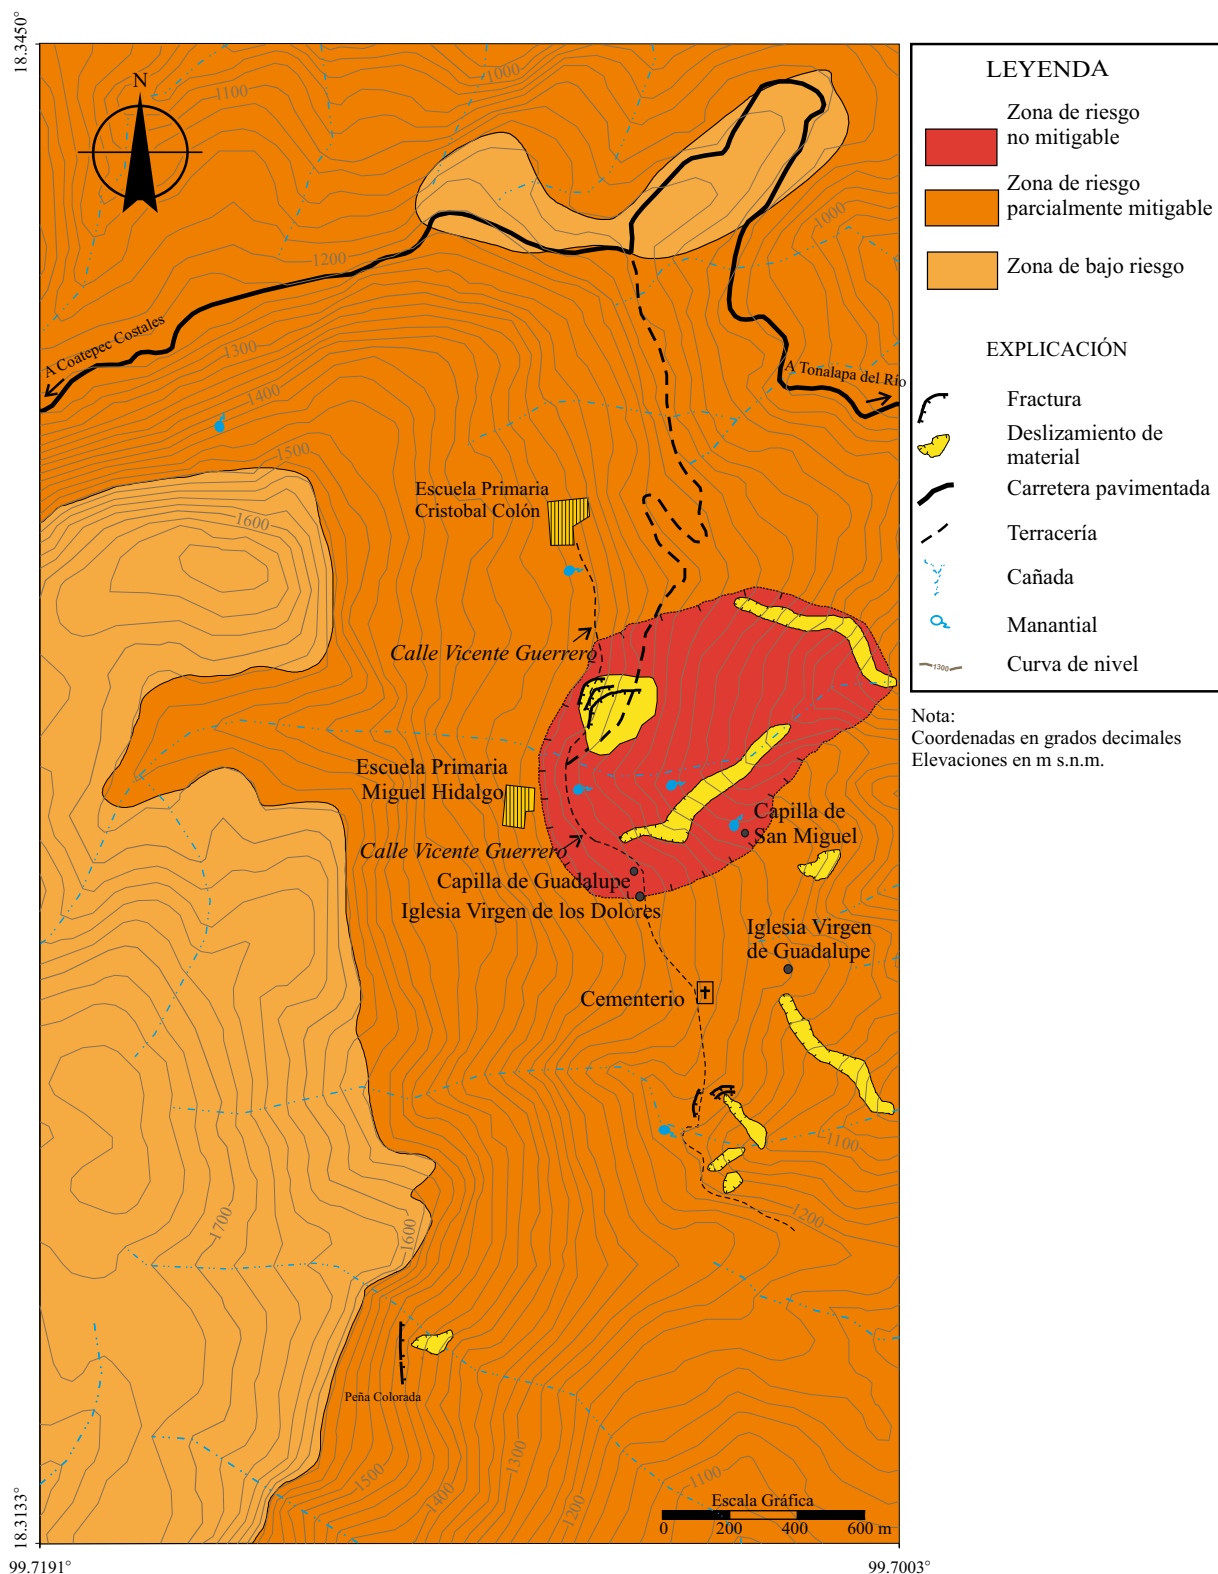 18.3450°
N
1000
1100
1000
1200
A Coatepec Costales
1300
A Tonalapa del Río
1400
1500
Escuela Primaria
Cristobal Colón
1600
Calle Vicente Guerrero
Escuela Primaria
Miguel Hidalgo
Capilla de
San Miguel
Calle Vicente Guerrero
Capilla de Guadalupe
Iglesia Virgen de los Dolores
Iglesia Virgen
de Guadalupe
Cementerio
1100
1200
1700
1600
Peña Colorada
1500
1400
1300
1200
1100
Escala Gráfica
0 200 400 600 m
18.3133°
99.7191°
99.7003°
LEYENDA
Zona de riesgo
no mitigable
Zona de riesgo
parcialmente mitigable
Zona de bajo riesgo
EXPLICACIÓN
Fractura
Deslizamiento de
material
Carretera pavimentada
Terracería
Cañada
Manantial
1300
Curva de nivel
Nota:
Coordenadas en grados decimales
Elevaciones en m s.n.m.